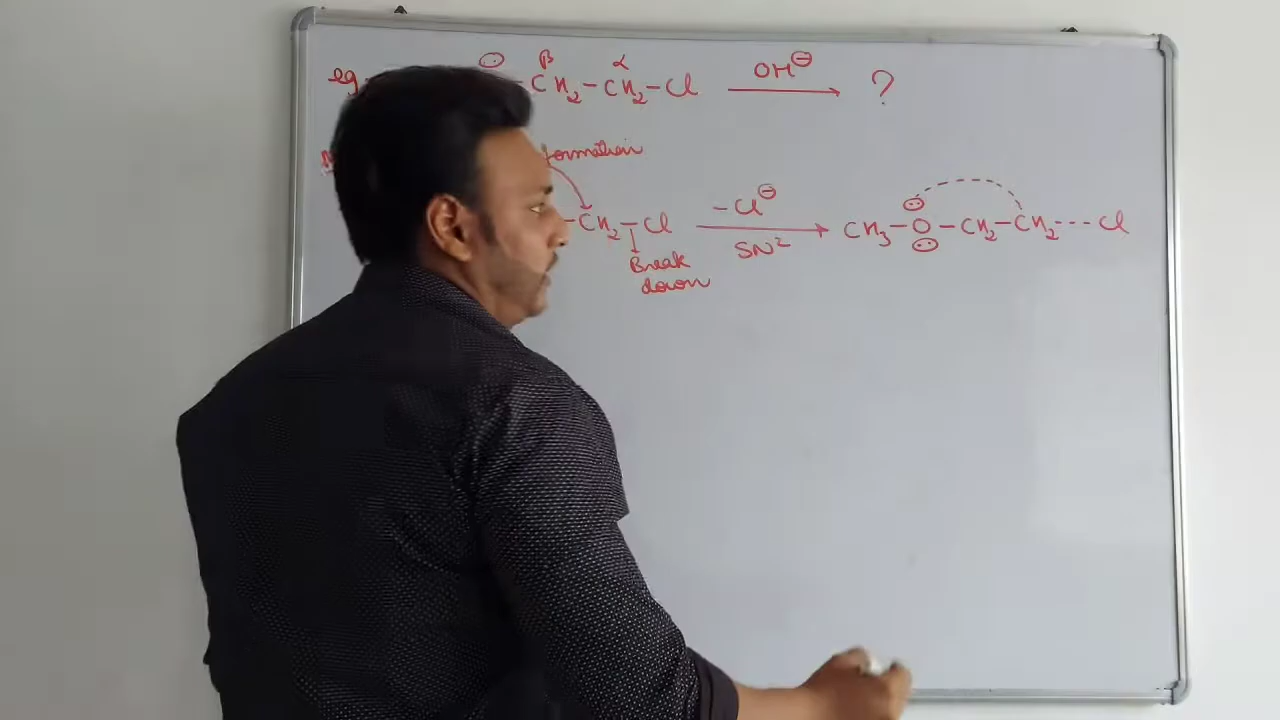 eg - CH₂ - CH₂ - Cl OH⊖ → ?
β α
formation
- CH₂ - Cl - Cl⊖ → CH₃ - O - CH₂ - CH₂ --- Cl
SN²
Break
down